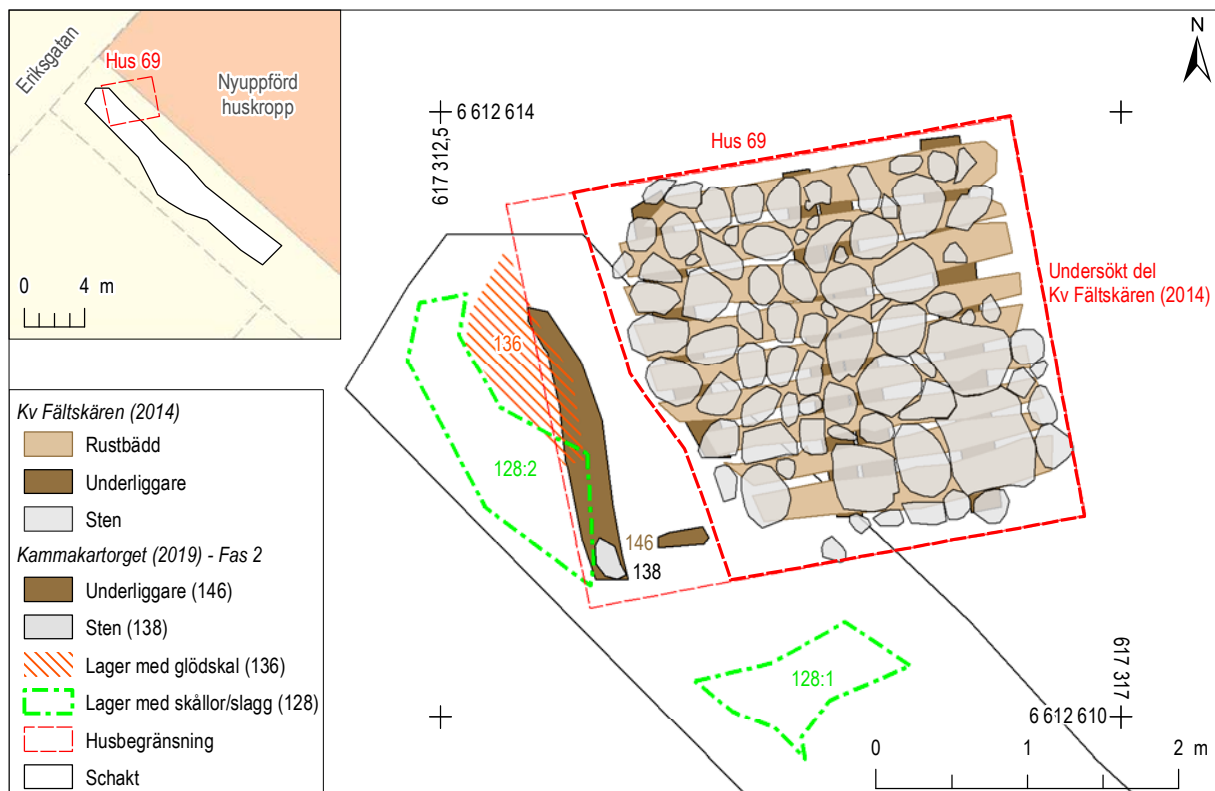 Eriksgatan
Hus 69
Nyuppförd
huskropp
0 4 m
N
6 612 614
617 312,5
Hus 69
Undersökt del
Kv Fältskären (2014)
136
128:2
146
138
128:1
617 317
6 612 610
0 1 2 m
Kv Fältskären (2014)
Rustbädd
Underliggare
Sten
Kammakartorget (2019) - Fas 2
Underliggare (146)
Sten (138)
Lager med glödskal (136)
Lager med skållor/slagg (128)
Husbegränsning
Schakt